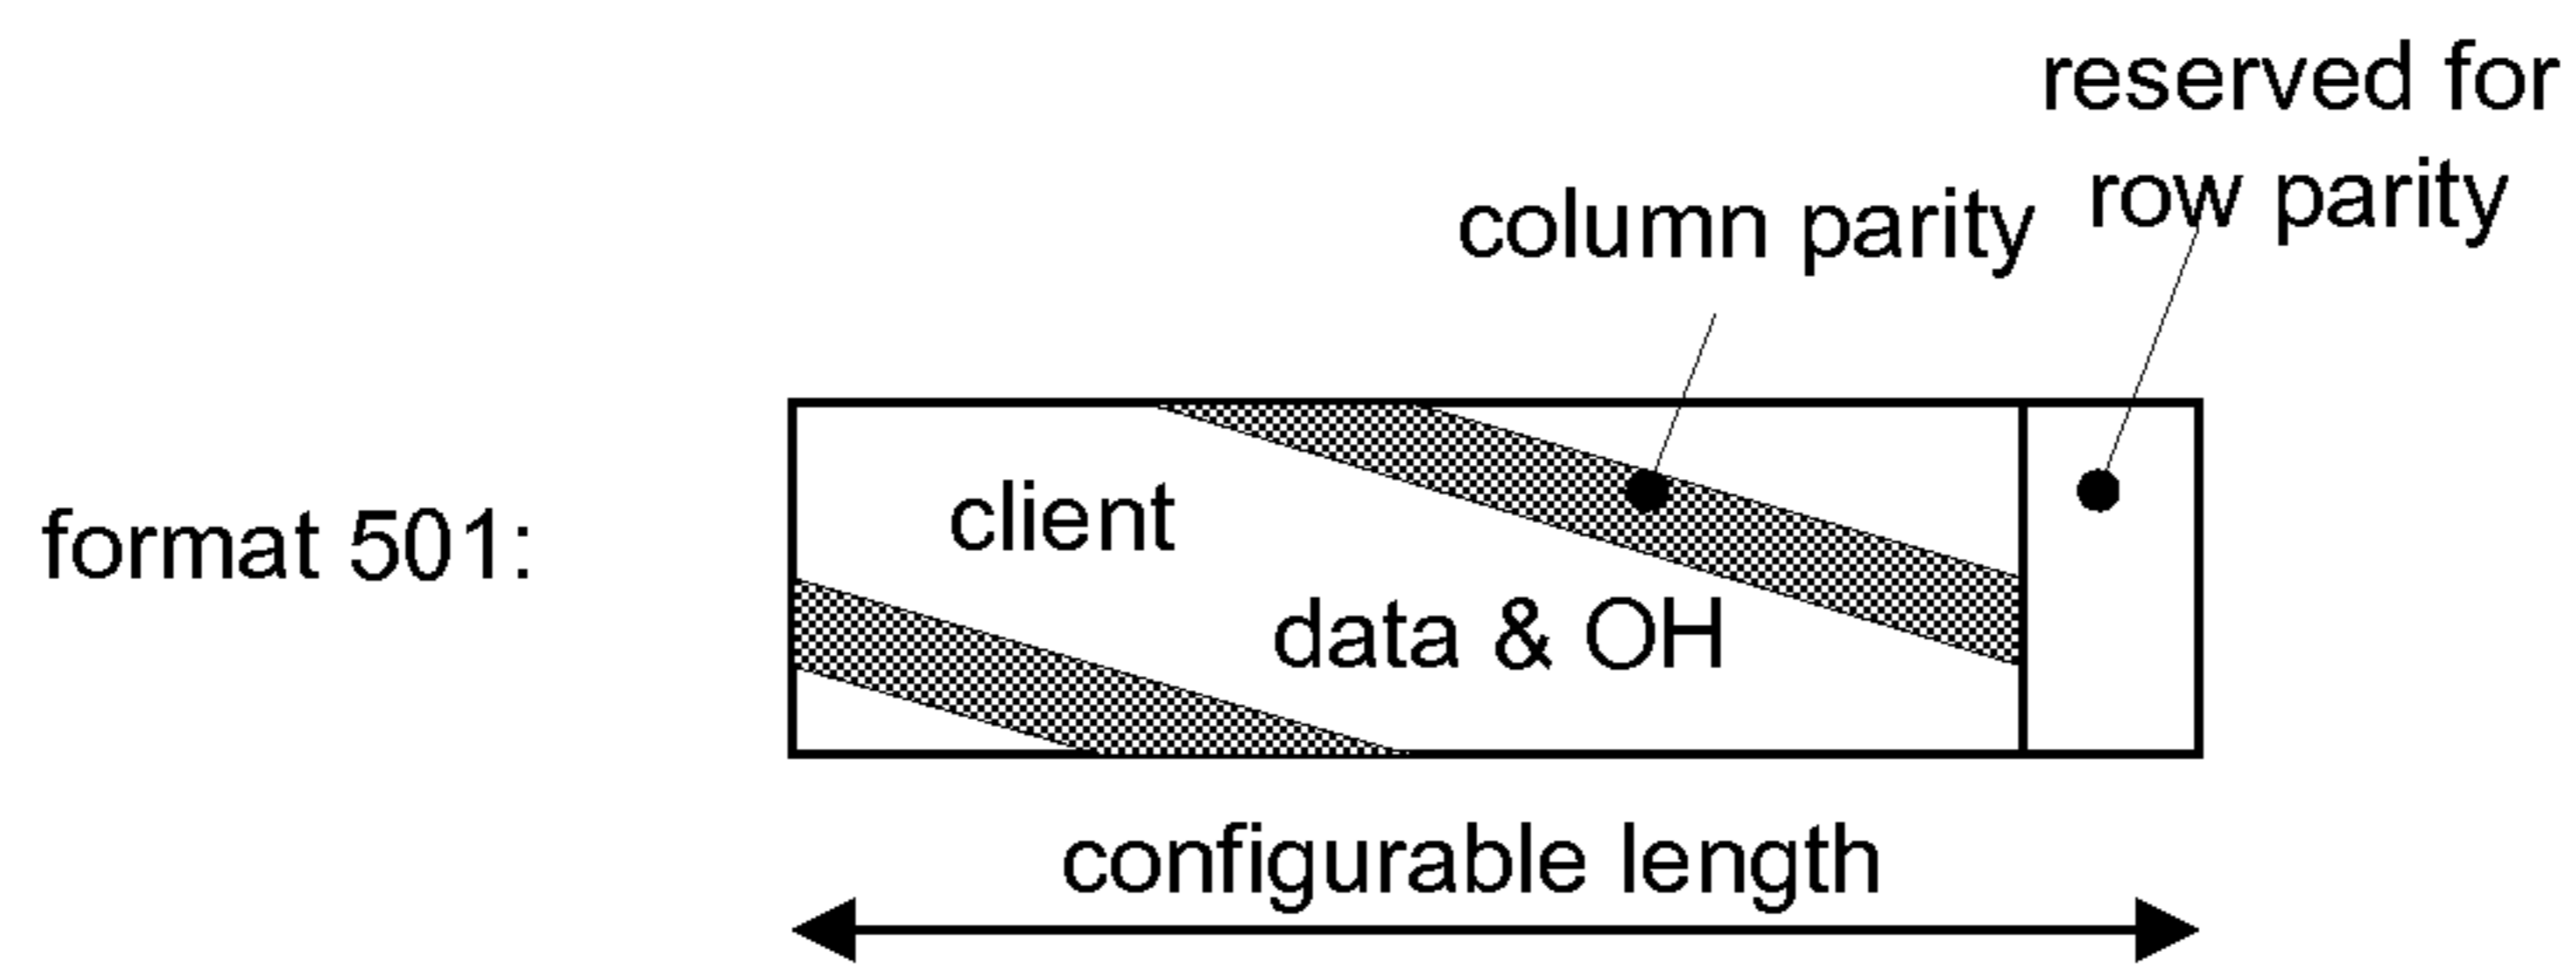 reserved for
row parity
column parity
format 501:
client
data & OH
configurable length